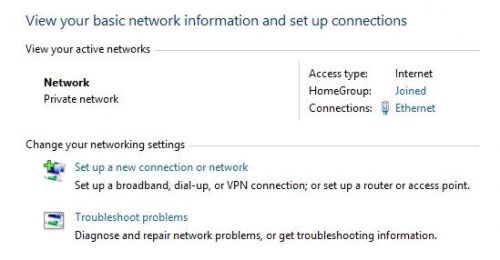 View your basic network information and set up connections
View your active networks
Network
Private network
Access type: Internet
HomeGroup: Joined
Connections: Ethernet
Change your networking settings
Set up a new connection or network
Set up a broadband, dial-up, or VPN connection; or set up a router or access point.
Troubleshoot problems
Diagnose and repair network problems, or get troubleshooting information.